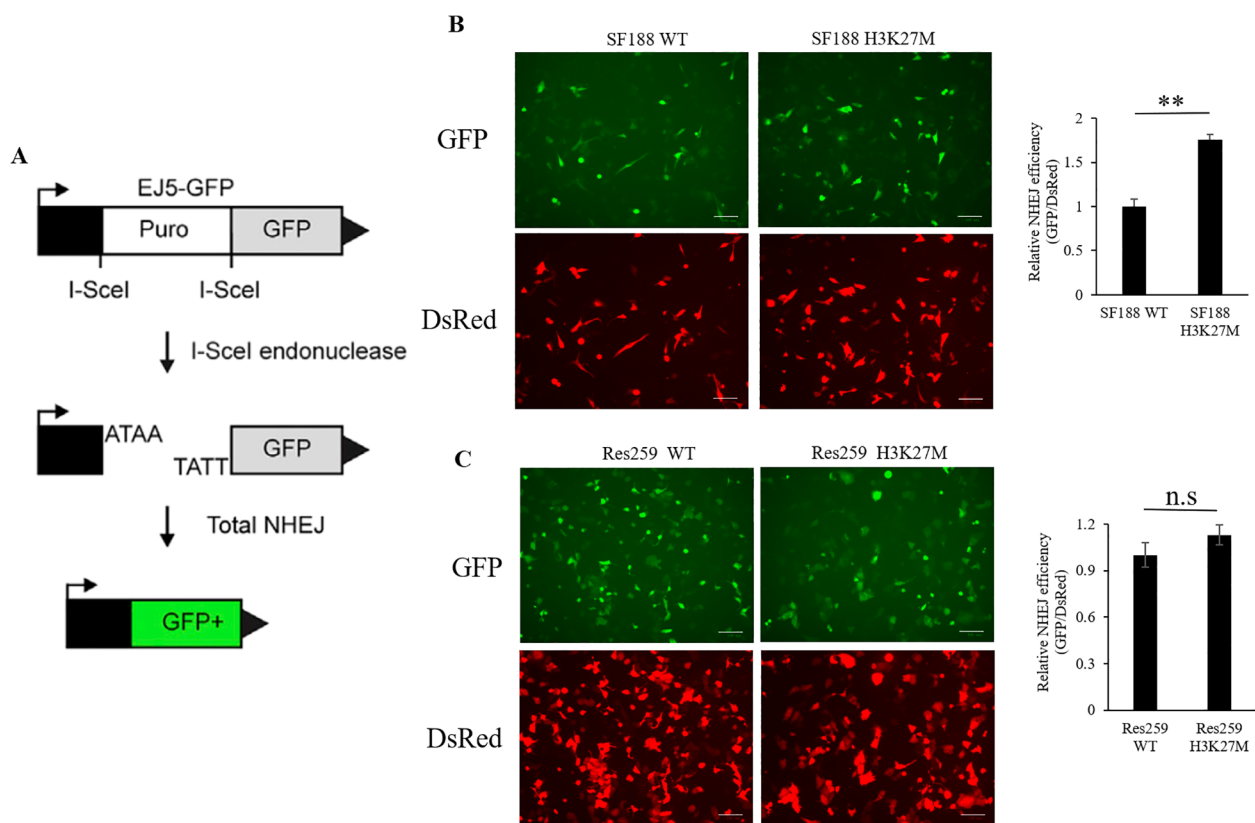 A
EJ5-GFP
Puro
GFP
I-SceI
I-SceI
I-SceI endonuclease
ATAA
TATT
GFP
Total NHEJ
GFP+
B
SF188 WT
SF188 H3K27M
GFP
DsRed
Relative NHEJ efficiency
(GFP/DsRed)
**
2
1.5
1
0.5
0
SF188 WT
SF188
H3K27M
C
Res259 WT
Res259 H3K27M
GFP
DsRed
Relative NHEJ efficiency
(GFP/DsRed)
n.s
1.2
0.9
0.6
0.3
0
Res259
WT
Res259
H3K27M